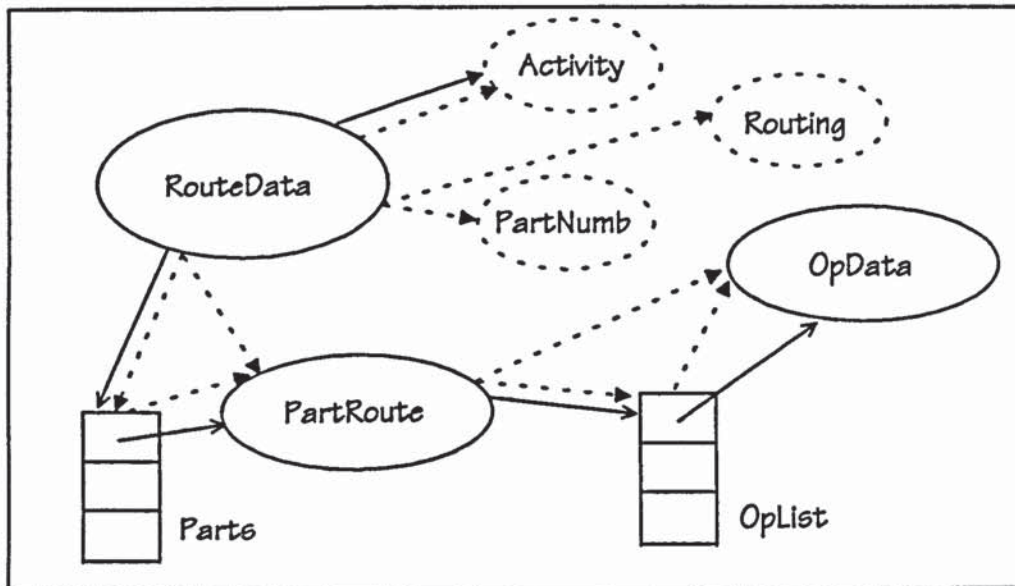 Activity
Routing
RouteData
PartNumb
OpData
PartRoute
Parts
OpList